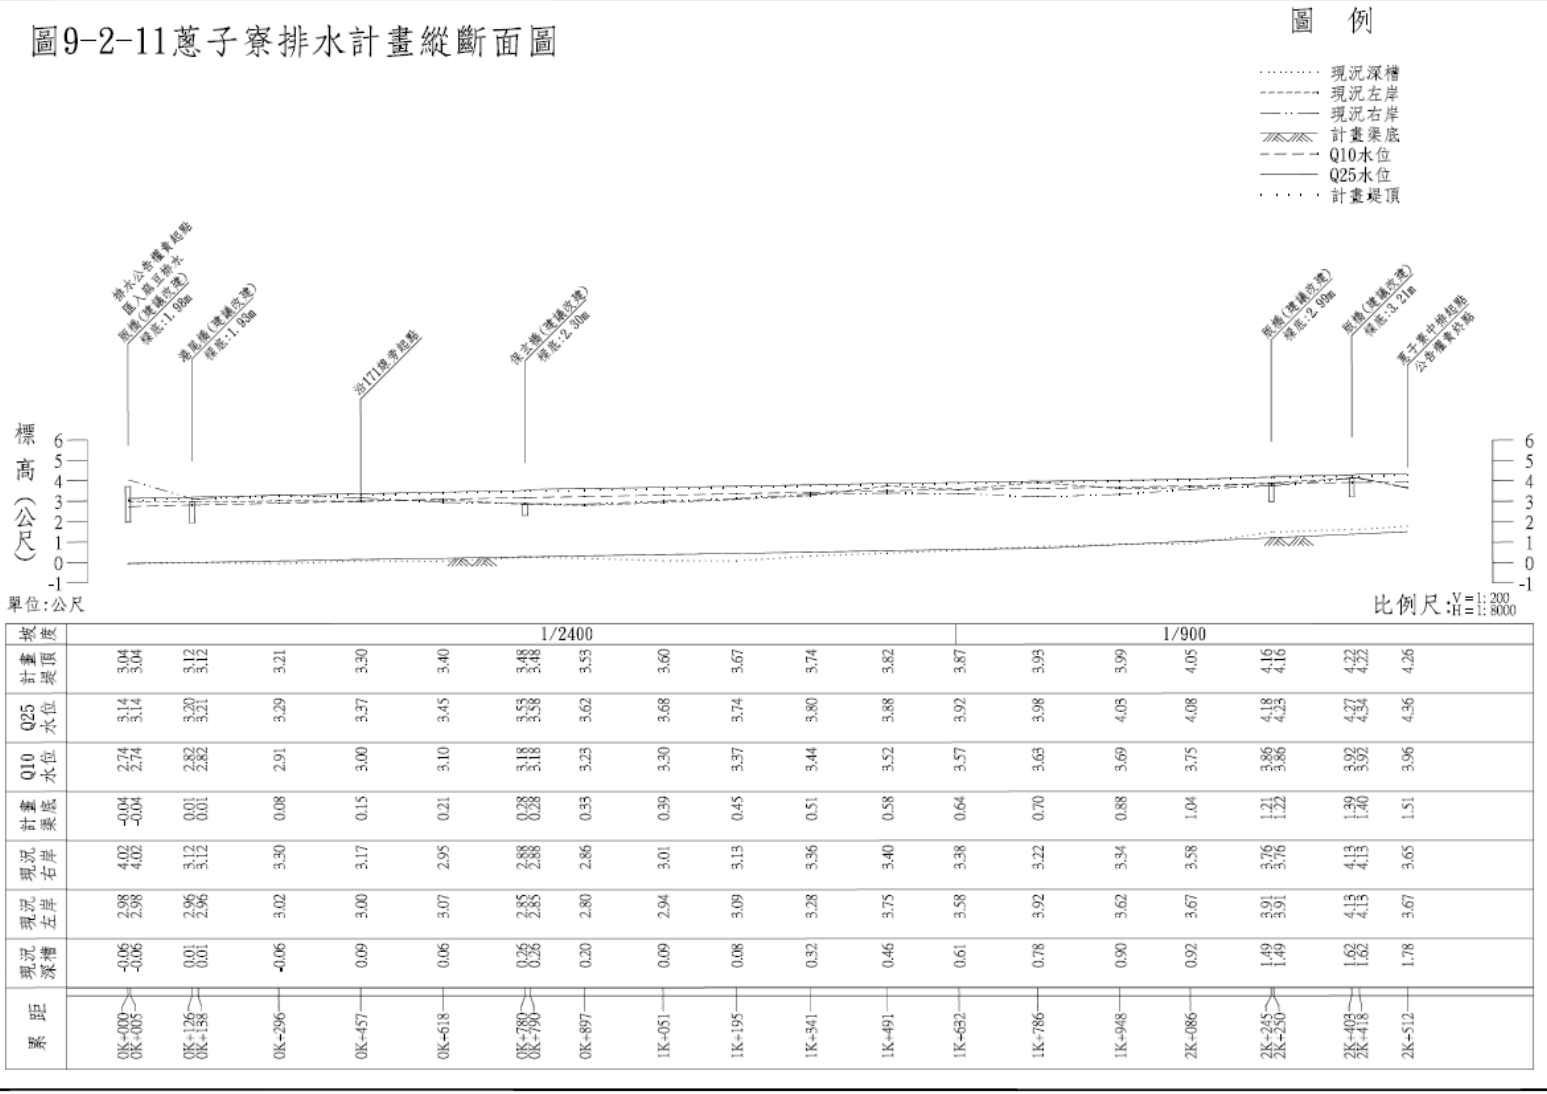 圖9-2-11蔥子寮排水計畫縱斷面圖
圖 例
現況深槽
現況左岸
現況右岸
計畫渠底
Q10水位
Q25水位
計畫堤頂
排水公告權責起點
匯入麻豆排水
版橋(建議改建)
樑底:1.98m
港尾橋(建議改建)
樑底:1.93m
沿171線旁起點
保玄橋(建議改建)
樑底:2.30m
版橋(建議改建)
樑底:2.99m
版橋(建議改建)
樑底:3.21m
蔥子寮中排起點
公告權責終點
標高(公尺)
6 6
5 5
4 4
3 3
2 2
1 1
0 0
-1 -1
單位:公尺
比例尺:V=1:200
H=1:8000
坡度 1/2400 1/900
計畫堤頂 3.04 3.04 3.12 3.12 3.21 3.30 3.40 3.48 3.48 3.53 3.60 3.67 3.74 3.82 3.87 3.93 3.99 4.05 4.16 4.16 4.22 4.22 4.26
Q25水位 3.14 3.14 3.20 3.21 3.29 3.37 3.45 3.53 3.58 3.62 3.68 3.74 3.80 3.88 3.92 3.98 4.03 4.08 4.18 4.23 4.27 4.34 4.36
Q10水位 2.74 2.74 2.82 2.82 2.91 3.00 3.10 3.18 3.18 3.23 3.30 3.37 3.44 3.52 3.57 3.63 3.69 3.75 3.86 3.86 3.92 3.92 3.96
計畫渠底 -0.04 -0.04 0.01 0.01 0.08 0.15 0.21 0.28 0.28 0.33 0.39 0.45 0.51 0.58 0.64 0.70 0.88 1.04 1.21 1.22 1.39 1.40 1.51
現況右岸 4.02 4.02 3.12 3.12 3.30 3.17 2.95 2.88 2.88 2.86 3.01 3.13 3.36 3.40 3.38 3.22 3.34 3.58 3.76 3.76 4.13 4.13 3.65
現況左岸 2.98 2.98 2.96 2.96 3.02 3.00 3.07 2.85 2.85 2.80 2.94 3.09 3.28 3.75 3.58 3.92 3.62 3.67 3.91 3.91 4.13 4.13 3.67
現況深槽 -0.06 -0.06 0.01 0.01 -0.06 0.09 0.06 0.26 0.26 0.20 0.09 0.08 0.32 0.46 0.61 0.78 0.90 0.92 1.49 1.49 1.62 1.62 1.78
累距 0K+000 0K+005 0K+126 0K+138 0K+296 0K+457 0K+618 0K+780 0K+790 0K+897 1K+051 1K+195 1K+341 1K+491 1K+632 1K+786 1K+948 2K+086 2K+245 2K+250 2K+403 2K+418 2K+512